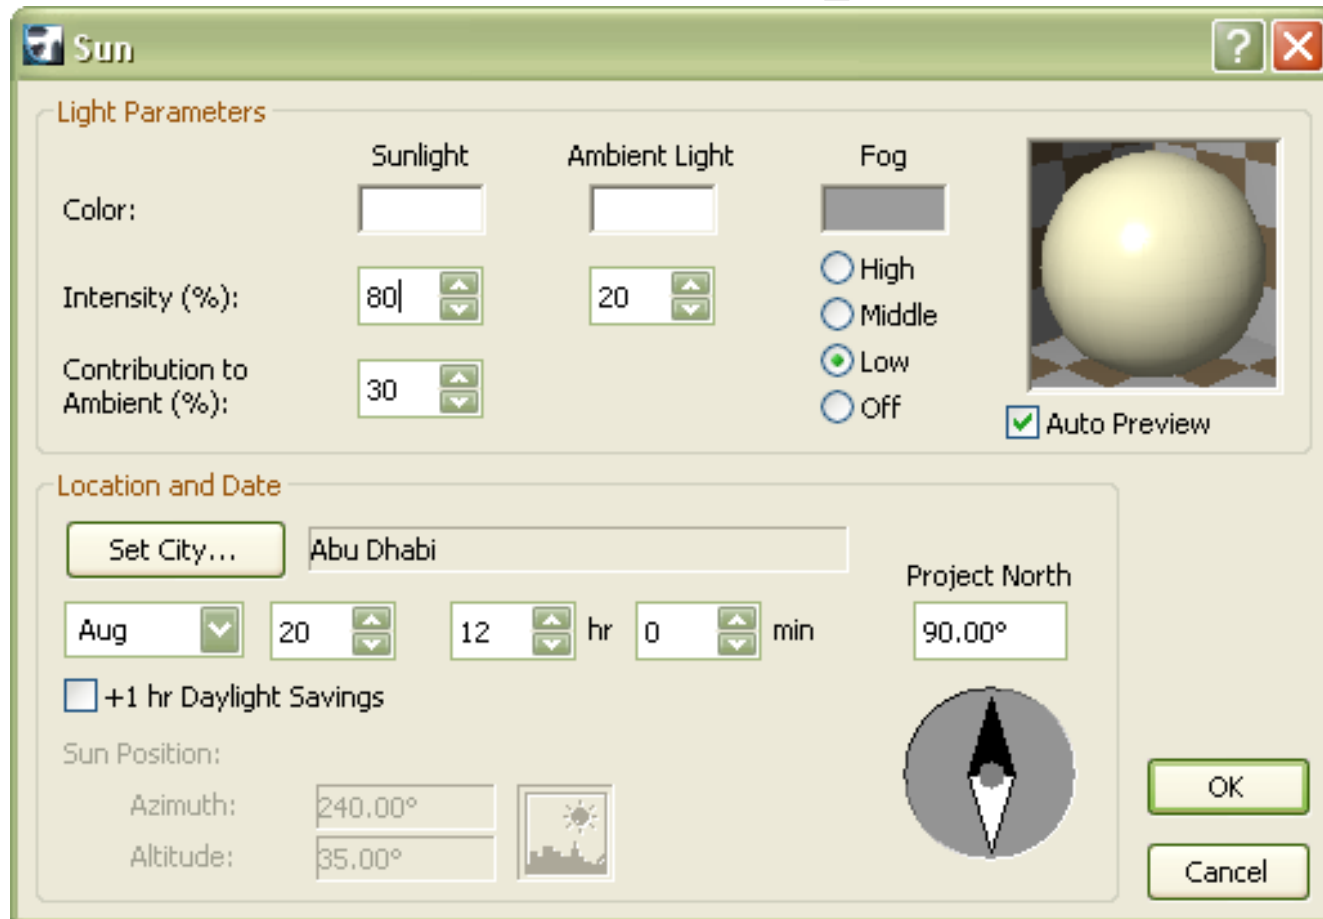 Sun
Light Parameters
Sunlight Ambient Light Fog
Color:
Intensity (%): 80 20
High
Middle
Low
Off
Contribution to
Ambient (%): 30
Auto Preview
Location and Date
Set City... Abu Dhabi
Project North
Aug 20 12 hr 0 min 90.00°
+1 hr Daylight Savings
Sun Position:
Azimuth: 240.00°
Altitude: 35.00°
OK
Cancel